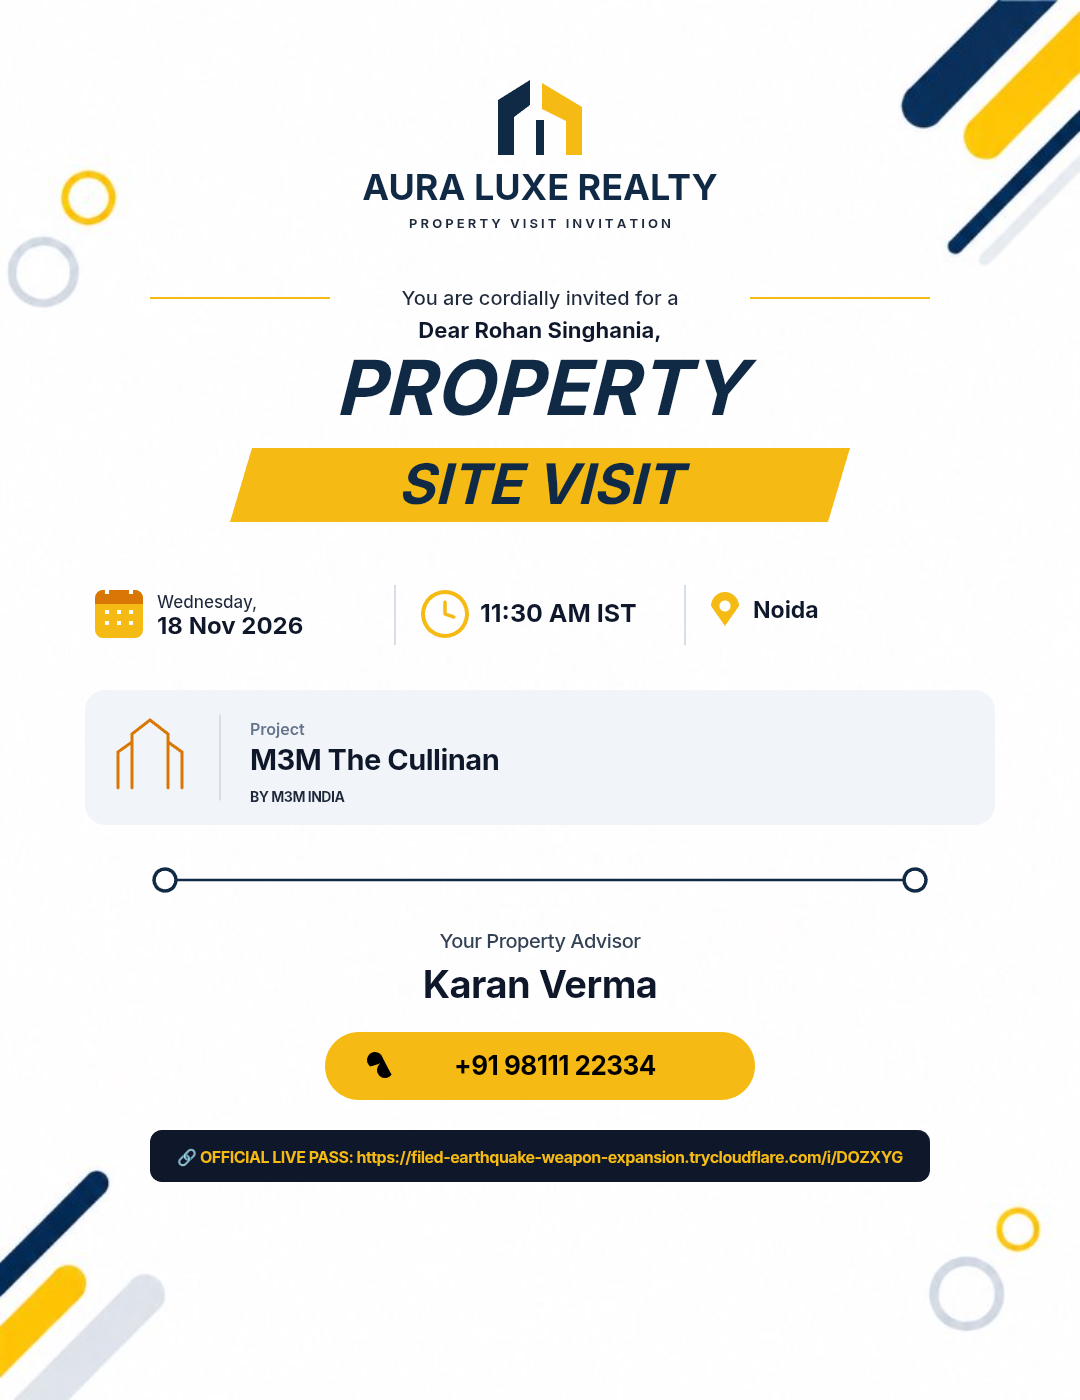 AURA LUXE REALTY
PROPERTY VISIT INVITATION
You are cordially invited for a
Dear Rohan Singhania,
PROPERTY
SITE VISIT
Wednesday,
18 Nov 2026
11:30 AM IST
Noida
Project
M3M The Cullinan
BY M3M INDIA
Your Property Advisor
Karan Verma
+91 98111 22334
🔗 OFFICIAL LIVE PASS: https://filed-earthquake-weapon-expansion.trycloudflare.com/i/DOZXYG